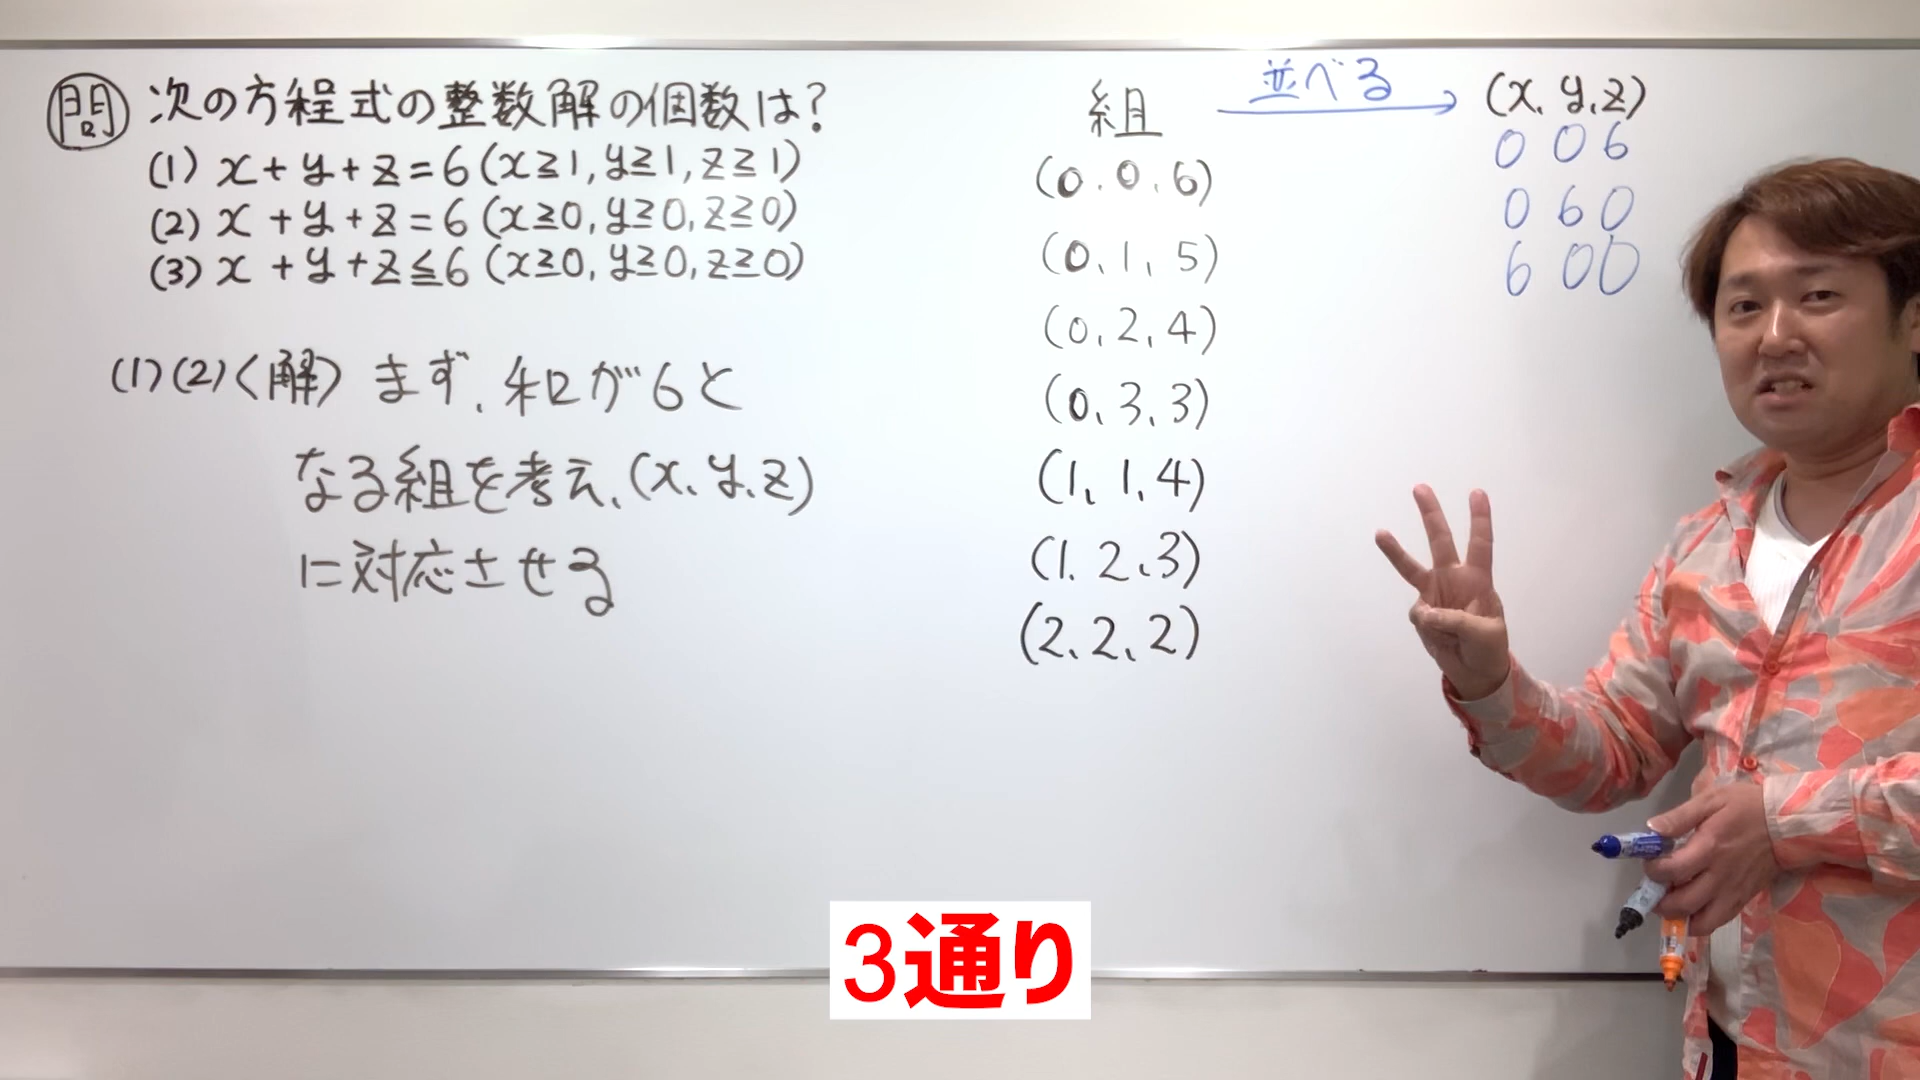 問 次の方程式の整数解の個数は?
(1) x+y+z=6(x≧1, y≧1, z≧1)
(2) x+y+z=6(x≧0, y≧0, z≧0)
(3) x+y+z≦6(x≧0, y≧0, z≧0)
(1)(2)<解> まず、和が6と
なる組を考え、(x、y、z)
に対応させる
組
並べる
(x、y、z)
(0、0、6)
(0、1、5)
(0、2、4)
(0、3、3)
(1、1、4)
(1、2、3)
(2、2、2)
0 0 6
0 6 0
6 0 0
3通り